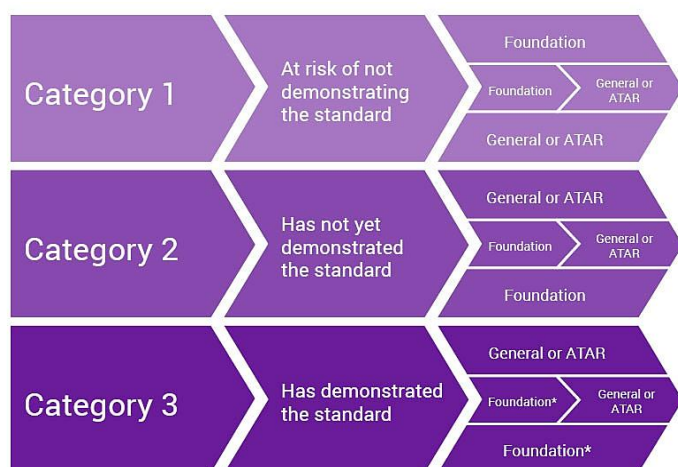 Category 1
At risk of not
demonstrating
the standard
Foundation
Foundation
General or
ATAR
General or ATAR
Category 2
Has not yet
demonstrated
the standard
General or ATAR
Foundation
General or
ATAR
Foundation
Category 3
Has demonstrated
the standard
General or ATAR
Foundation*
General or
ATAR
Foundation*